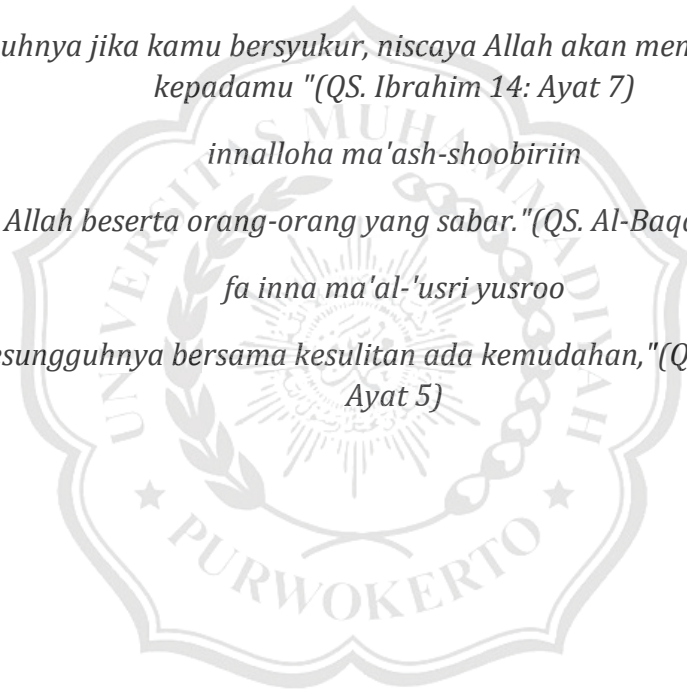 uhnya jika kamu bersyukur, niscaya Allah akan men
kepadamu "(QS. Ibrahim 14: Ayat 7)
innalloha ma'ash-shoobiriin
Allah beserta orang-orang yang sabar."(QS. Al-Baq
fa inna ma'al-'usri yusroo
esungguhnya bersama kesulitan ada kemudahan,"(Q
Ayat 5)
UNIVERSITAS MUHAMMADIYAH
PURWOKERTO